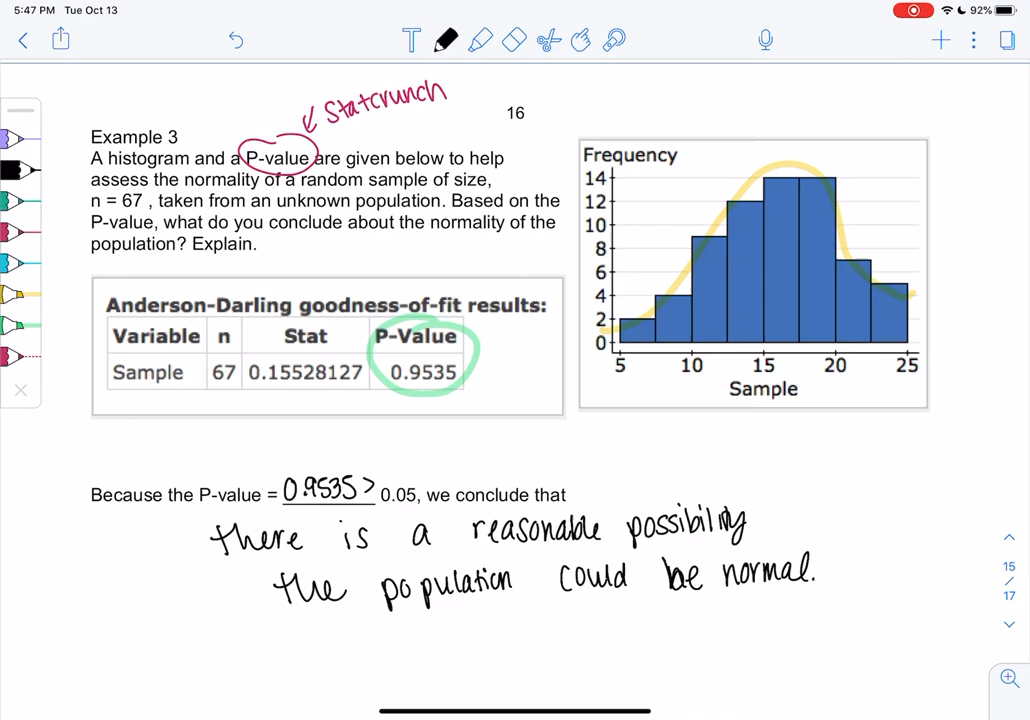 5:47 PM Tue Oct 13
92%
T
16
Statcrunch
Example 3
A histogram and a P-value are given below to help
assess the normality of a random sample of size,
n = 67 , taken from an unknown population. Based on the
P-value, what do you conclude about the normality of the
population? Explain.
Anderson-Darling goodness-of-fit results:
Variable n Stat P-Value
Sample 67 0.15528127 0.9535
Frequency
14
12
10
8
6
4
2
0
5 10 15 20 25
Sample
Because the P-value = 0.9535 > 0.05, we conclude that
there is a reasonable possibility
the population could be normal.
15
/
17